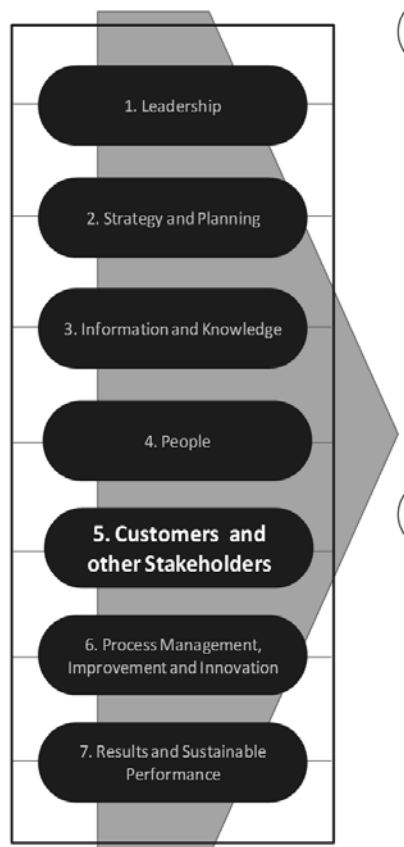 1. Leadership
2. Strategy and Planning
3. Information and Knowledge
4. People
5. Customers and
other Stakeholders
6. Process Management,
Improvement and Innovation
7. Results and Sustainable
Performance